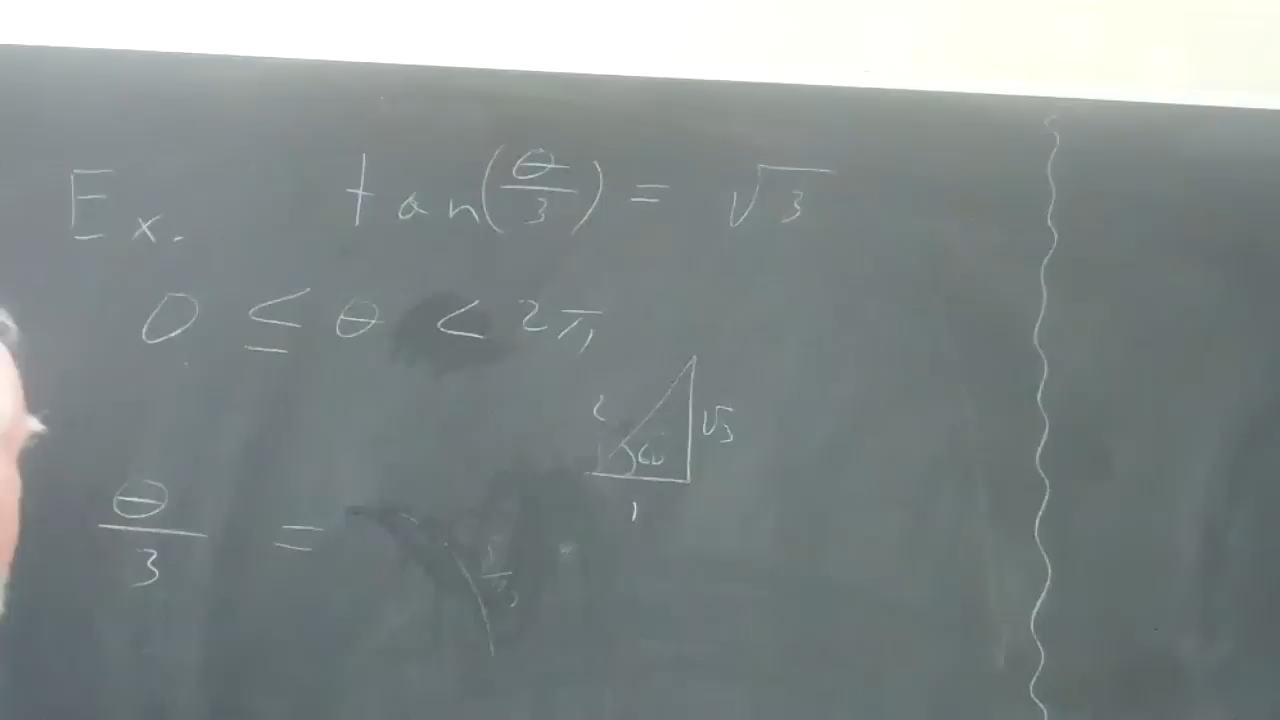 Ex. tan(θ/3) = √3
0 ≤ θ < 2π
2 √3
60
1
θ/3 =